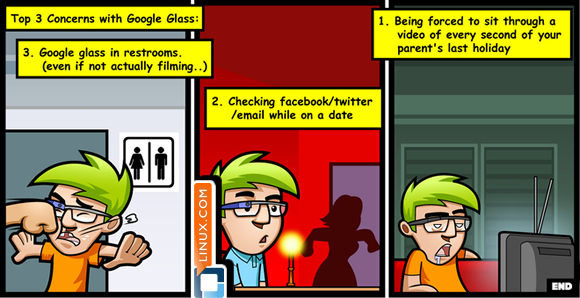 Top 3 Concerns with Google Glass:
3. Google glass in restrooms.
(even if not actually filming..)
2. Checking facebook/twitter
/email while on a date
LINUX.COM
1. Being forced to sit through a
video of every second of your
parent's last holiday
END